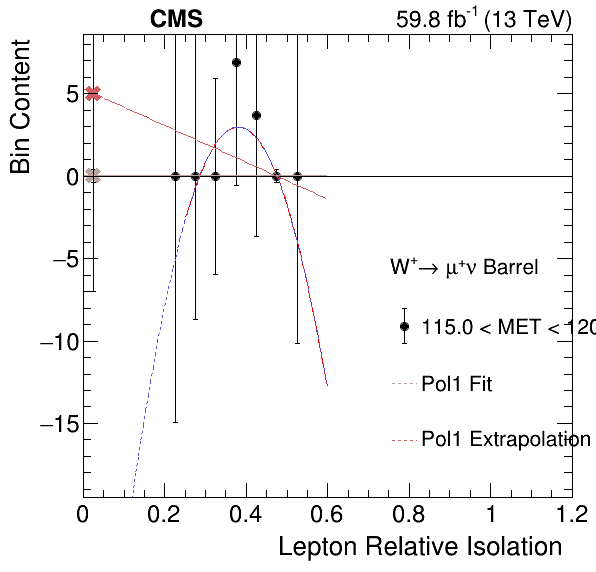 CMS 59.8 fb⁻¹ (13 TeV)
Bin Content
5
0
−5
−10
−15
W⁺→ μ⁺ν Barrel
115.0 < MET < 120
Pol1 Fit
Pol1 Extrapolation
0 0.2 0.4 0.6 0.8 1 1.2
Lepton Relative Isolation